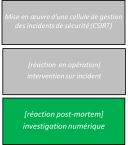 Mise en œuvre d'une cellule de gestion
des incidents de sécurité (CSIRT)
[réaction en opération]
intervention sur incident
[réaction post-mortem]
investigation numérique